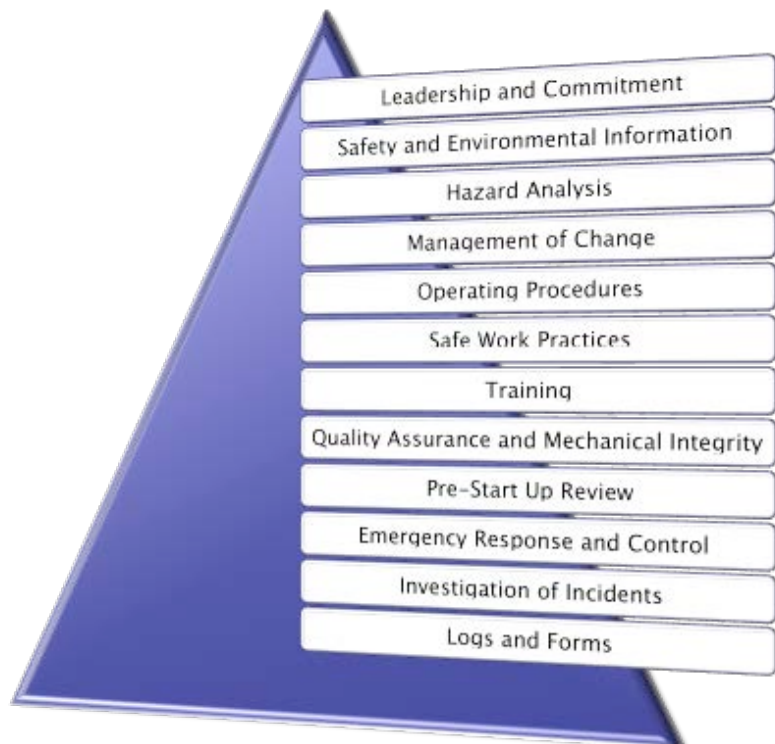 Leadership and Commitment
Safety and Environmental Information
Hazard Analysis
Management of Change
Operating Procedures
Safe Work Practices
Training
Quality Assurance and Mechanical Integrity
Pre-Start Up Review
Emergency Response and Control
Investigation of Incidents
Logs and Forms